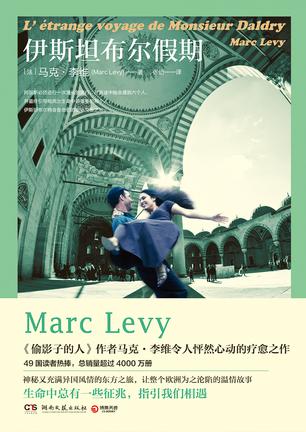 L' étrange voyage de Monsieur Daldry
Marc Levy
伊斯坦布尔假期
[法] 马克·李维 (Marc Levy)——著 译
Marc Levy
《偷影子的人》作者马克·李维令人怦然心动的疗愈之作
49 国读者热捧，总销量超过 4000 万册
神秘又充满异国风情的东方之旅，让整个欧洲为之沦陷的温情故事
生命中总有一些征兆，指引我们相遇
湖南文艺出版社 博集天卷